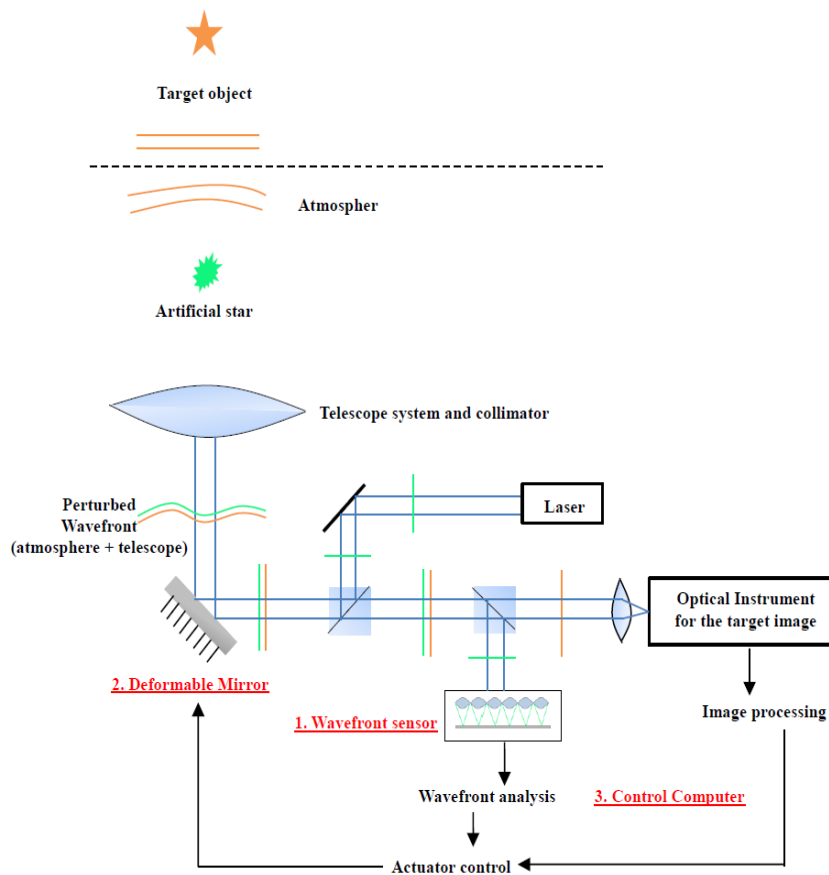 Target object
Atmospher
Artificial star
Telescope system and collimator
Perturbed
Wavefront
(atmosphere + telescope)
Laser
Optical Instrument
for the target image
2. Deformable Mirror
1. Wavefront sensor
Image processing
Wavefront analysis
3. Control Computer
Actuator control